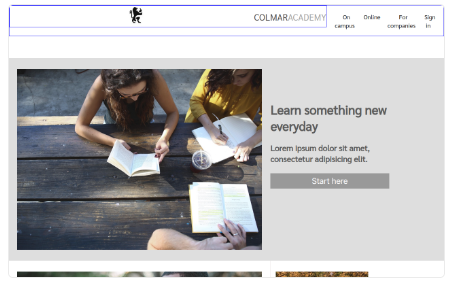 COLMARACADEMY
On campus
Online
For companies
Sign in
Learn something new
everyday
Lorem ipsum dolor sit amet,
consectetur adipisicing elit.
Start here